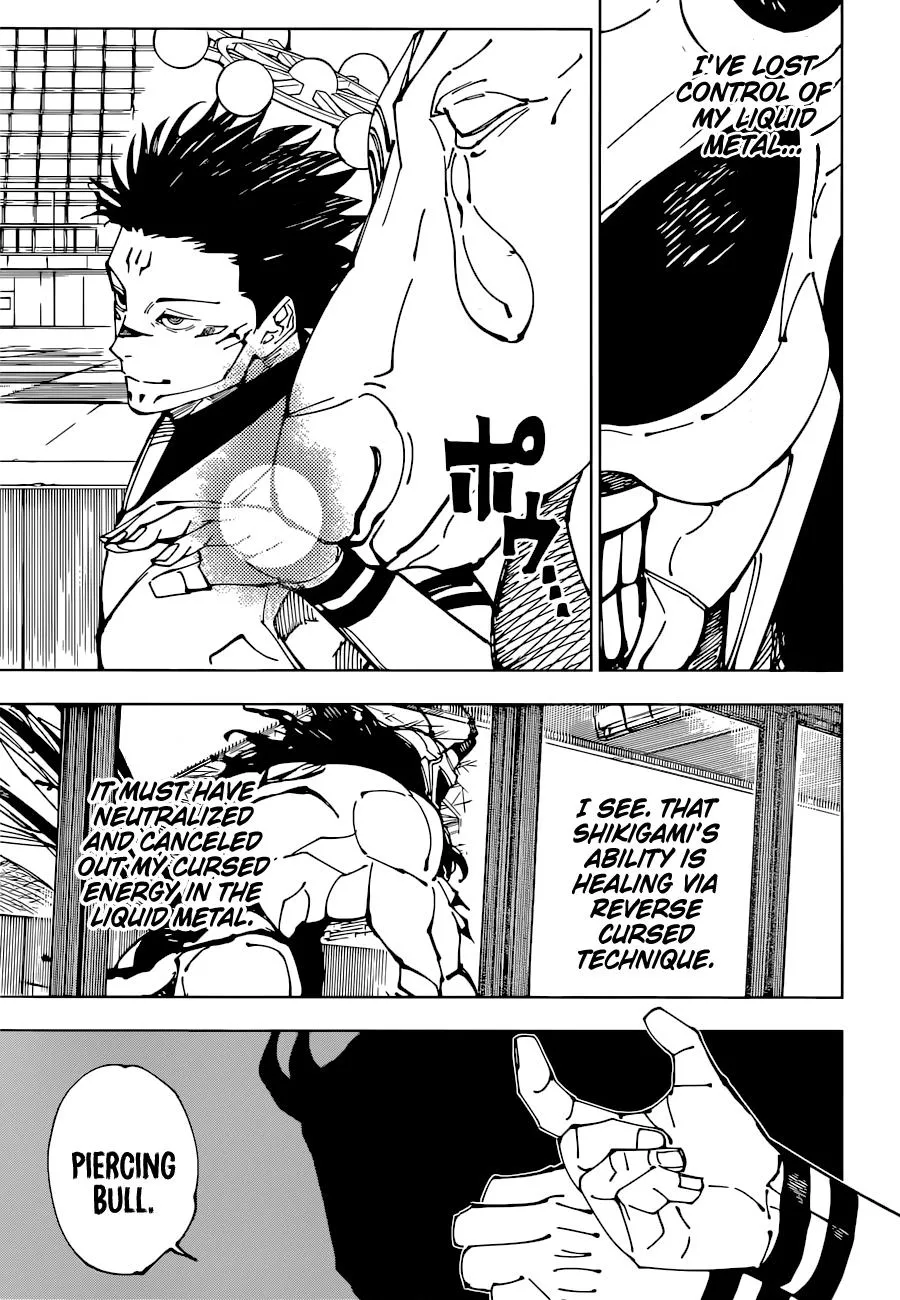 I'VE LOST
CONTROL OF
MY LIQUID
METAL...
ポゥ…
I SEE. THAT
SHIKIGAMI'S
ABILITY IS
HEALING VIA
REVERSE
CURSED
TECHNIQUE.
IT MUST HAVE
NEUTRALIZED
AND CANCELED
OUT MY CURSED
ENERGY IN THE
LIQUID METAL.
PIERCING
BULL.